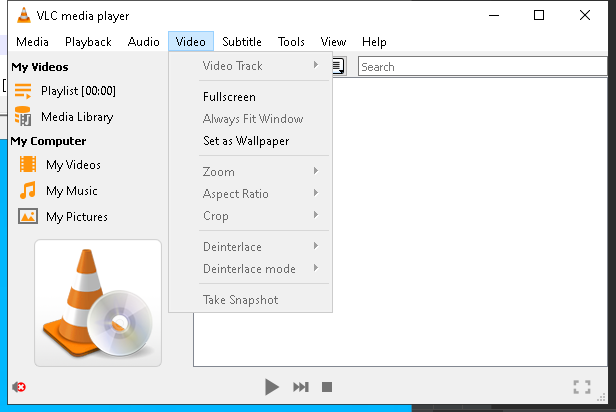 VLC media player
Media Playback Audio Video Subtitle Tools View Help
My Videos
Playlist [00:00]
Media Library
My Computer
My Videos
My Music
My Pictures
Video Track
Fullscreen
Always Fit Window
Set as Wallpaper
Zoom
Aspect Ratio
Crop
Deinterlace
Deinterlace mode
Take Snapshot
Search